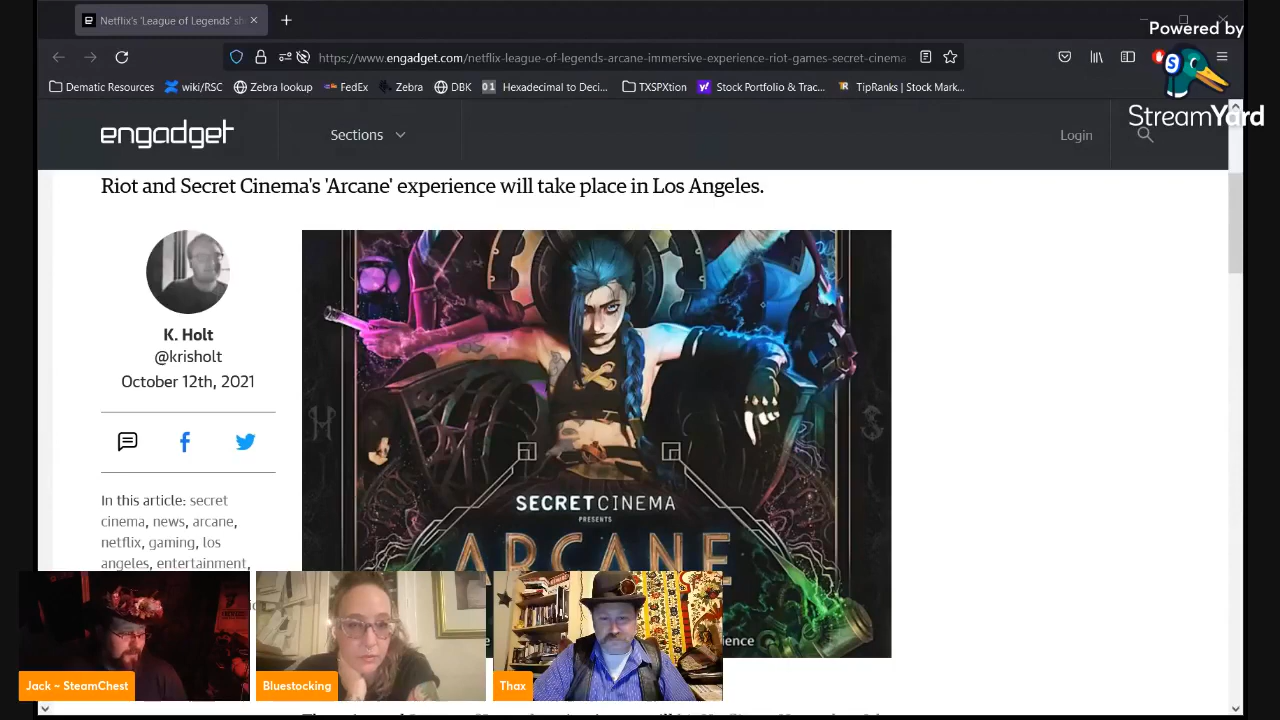 Netflix's 'League of Legends' sh
Powered by
StreamYard
https://www.engadget.com/netflix-league-of-legends-arcane-immersive-experience-riot-games-secret-cinema
Dematic Resources
wiki/RSC
Zebra lookup
FedEx
Zebra
DB
01 Hexadecimal to Deci...
TXSPXtion
Stock Portfolio & Trac...
TipRanks | Stock Mark...
engadget
Sections
Login
Riot and Secret Cinema's 'Arcane' experience will take place in Los Angeles.
K. Holt
@krisholt
October 12th, 2021
In this article: secret
cinema, news, arcane,
netflix, gaming, los
angeles, entertainment,
SECRETCINEMA
PRESENTS
ARCANE
Jack ~ SteamChest
Bluestocking
Thax